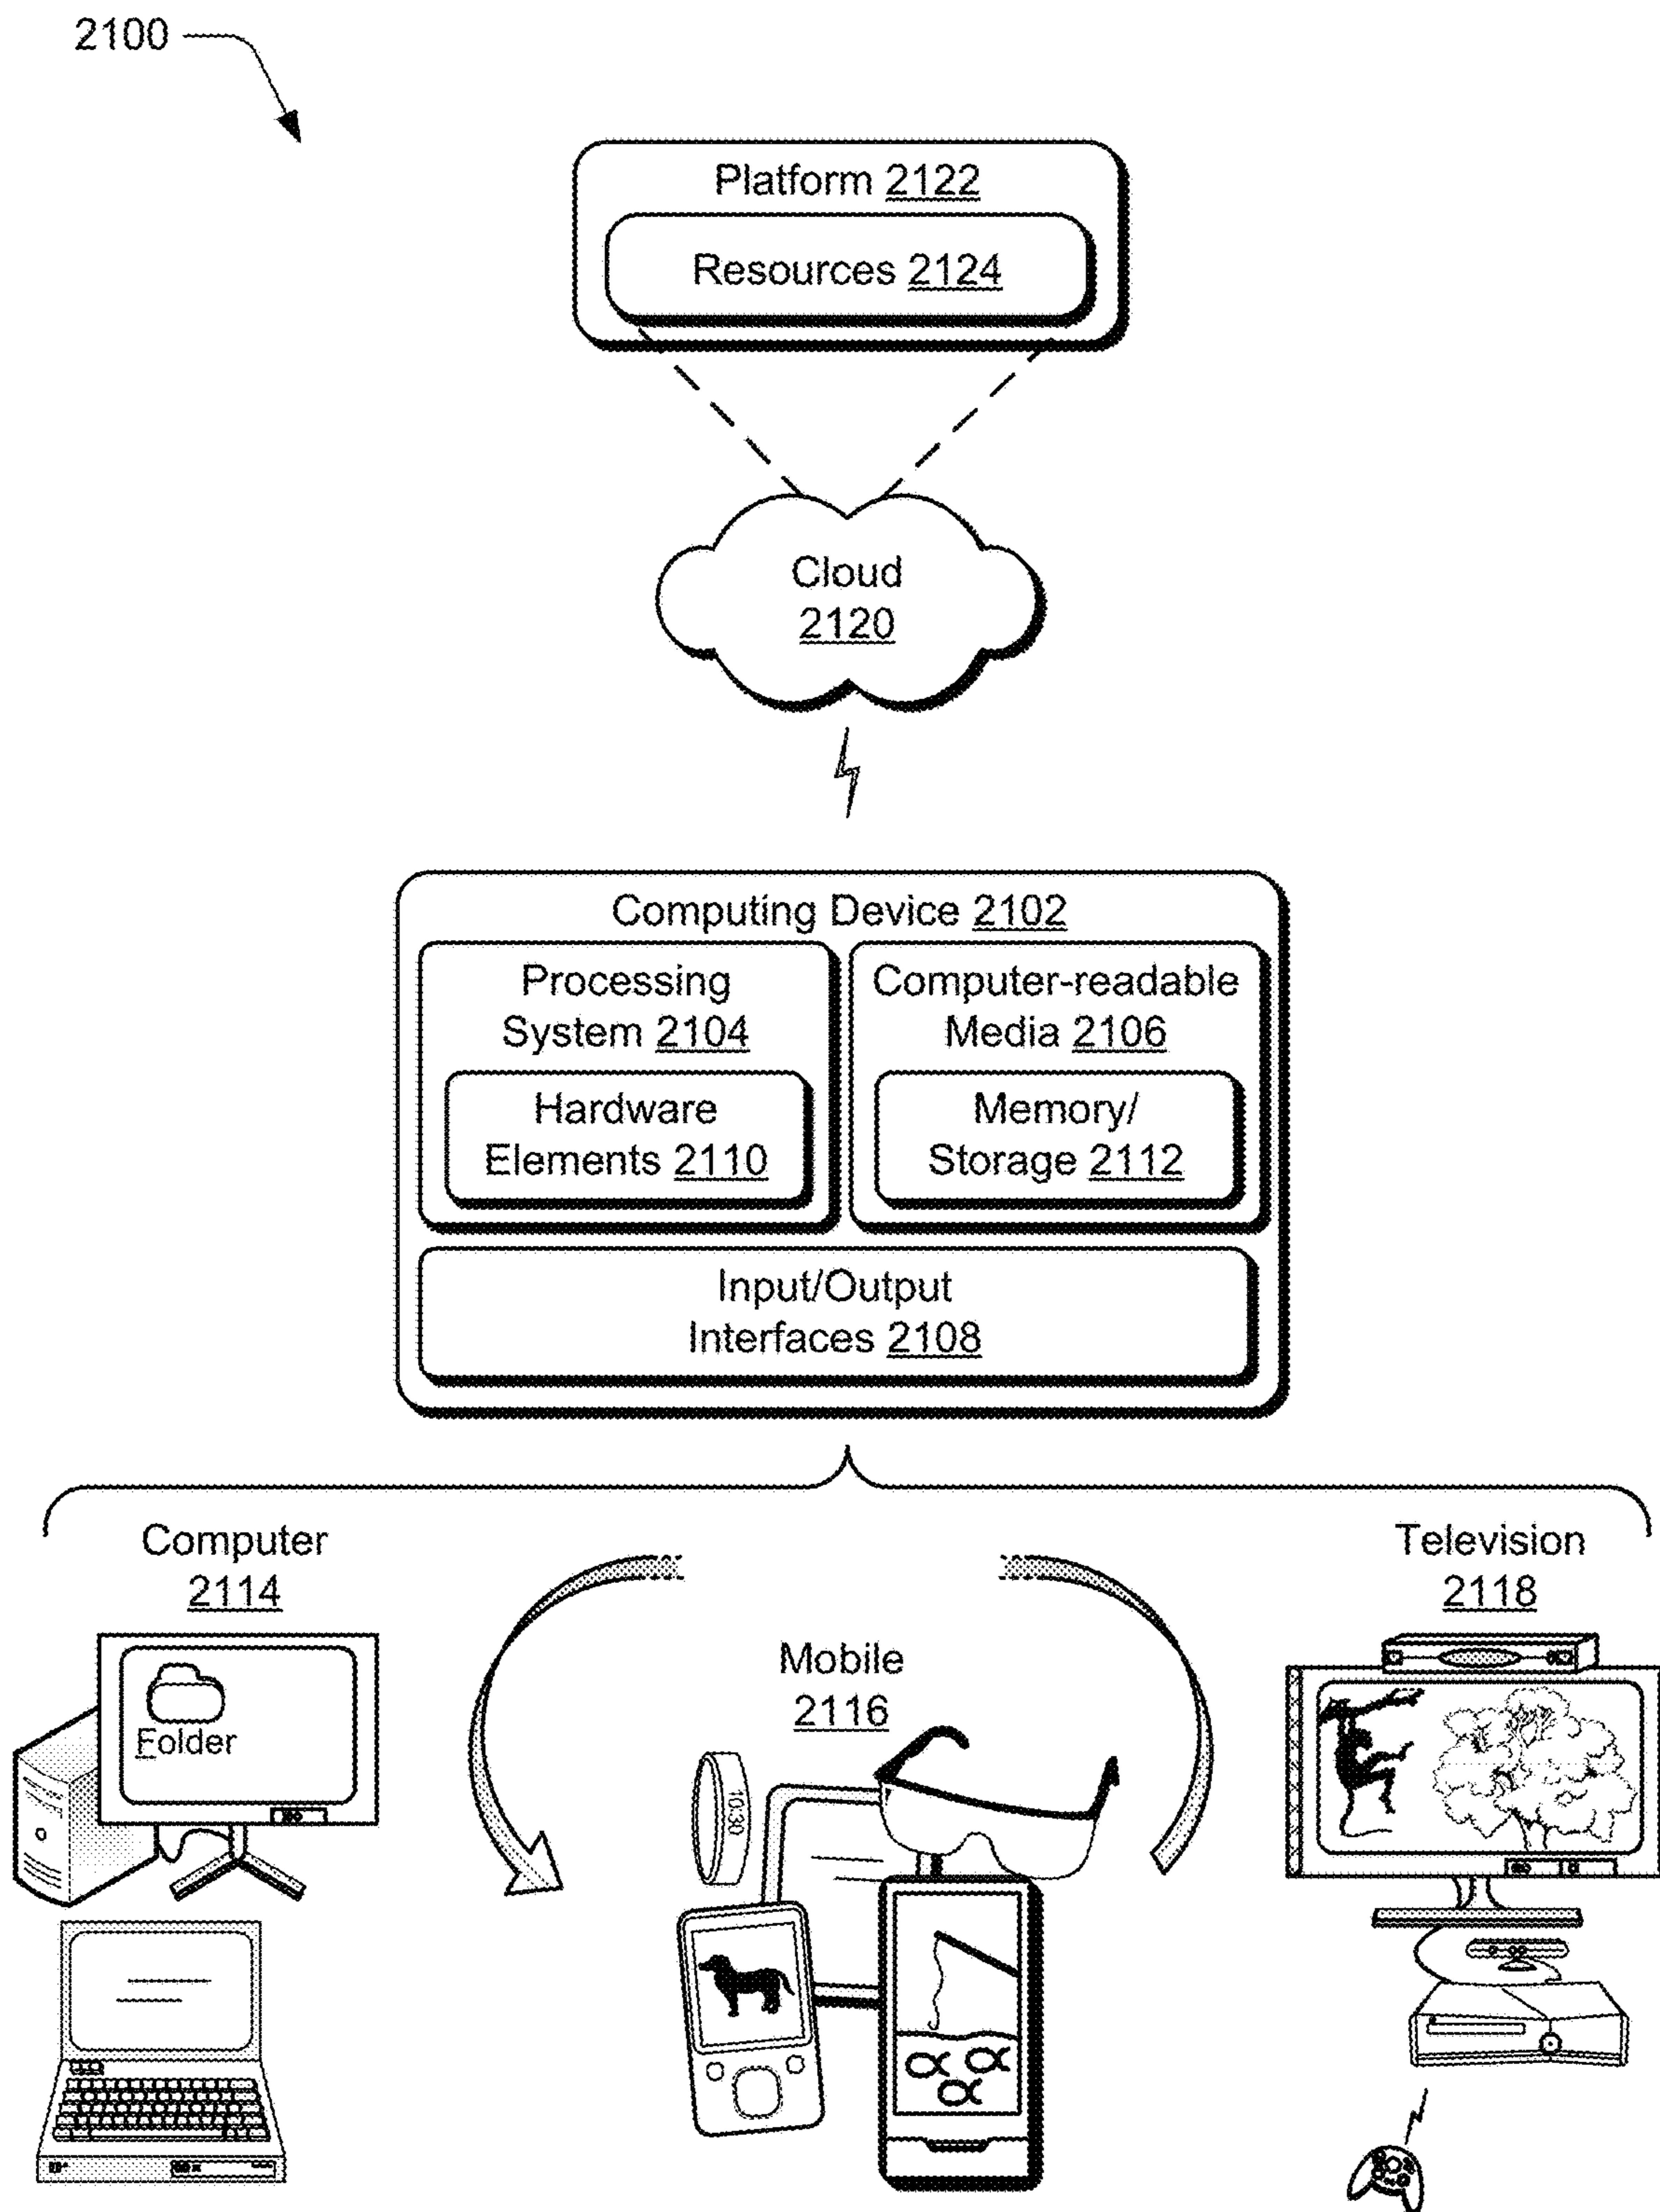 2100
Platform 2122
Resources 2124
Cloud
2120
Computing Device 2102
Processing
System 2104
Hardware
Elements 2110
Computer-readable
Media 2106
Memory/
Storage 2112
Input/Output
Interfaces 2108
Computer
2114
Folder
Mobile
2116
10:30
Television
2118